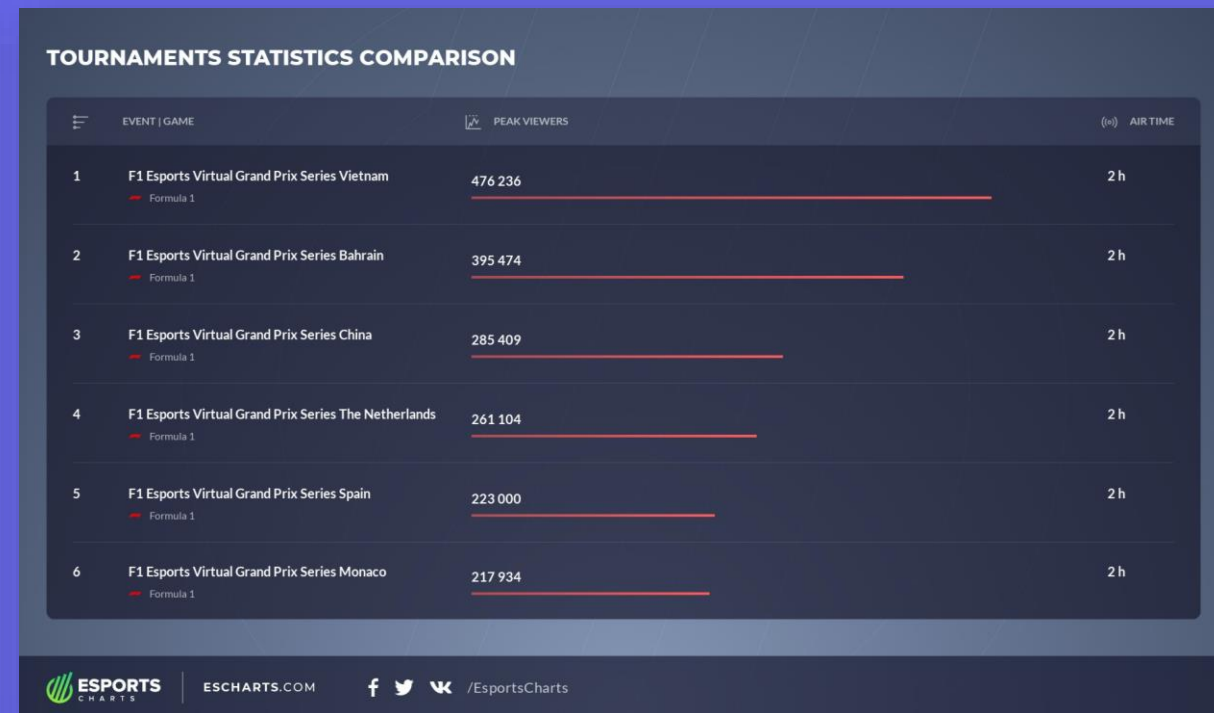 TOURNAMENTS STATISTICS COMPARISON
EVENT | GAME PEAK VIEWERS AIR TIME
1 F1 Esports Virtual Grand Prix Series Vietnam 476 236 2 h
Formula 1
2 F1 Esports Virtual Grand Prix Series Bahrain 395 474 2 h
Formula 1
3 F1 Esports Virtual Grand Prix Series China 285 409 2 h
Formula 1
4 F1 Esports Virtual Grand Prix Series The Netherlands 261 104 2 h
Formula 1
5 F1 Esports Virtual Grand Prix Series Spain 223 000 2 h
Formula 1
6 F1 Esports Virtual Grand Prix Series Monaco 217 934 2 h
Formula 1
ESPORTS CHARTS ESCHARTS.COM /EsportsCharts